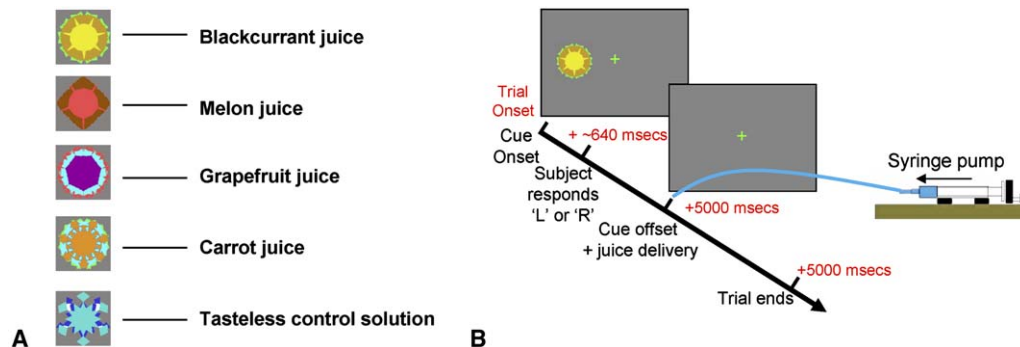 Blackcurrant juice
Melon juice
Grapefruit juice
Carrot juice
Tasteless control solution
A
Trial
Onset
Cue
Onset
+ ~640 msecs
Subject
responds
'L' or 'R'
+5000 msecs
Cue offset
+ juice delivery
Syringe pump
+5000 msecs
Trial ends
B